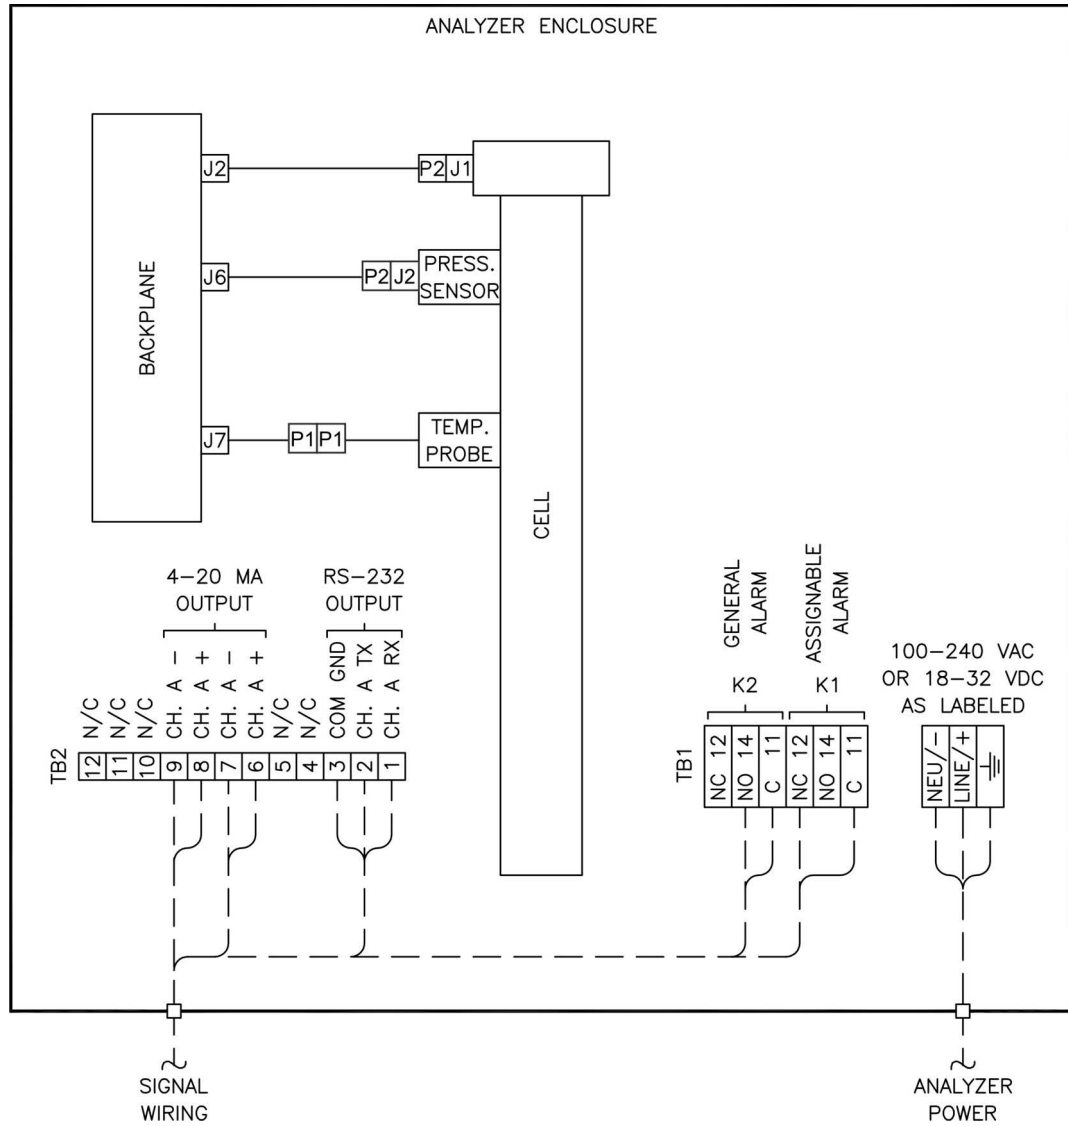 ANALYZER ENCLOSURE
J2
P2 J1
BACKPLANE
J6
P2 J2
PRESS.
SENSOR
J7
P1 P1
TEMP.
PROBE
CELL
4-20 MA
OUTPUT
RS-232
OUTPUT
N/C
N/C
N/C
CH. A -
CH. A +
CH. A -
CH. A +
N/C
N/C
COM GND
CH. A TX
CH. A RX
TB2
12
11
10
9
8
7
6
5
4
3
2
1
GENERAL
ALARM
ASSIGNABLE
ALARM
K2
K1
TB1
NC 12
NO 14
C 11
NC 12
NO 14
C 11
100-240 VAC
OR 18-32 VDC
AS LABELED
NEU/-
LINE/+
SIGNAL
WIRING
ANALYZER
POWER